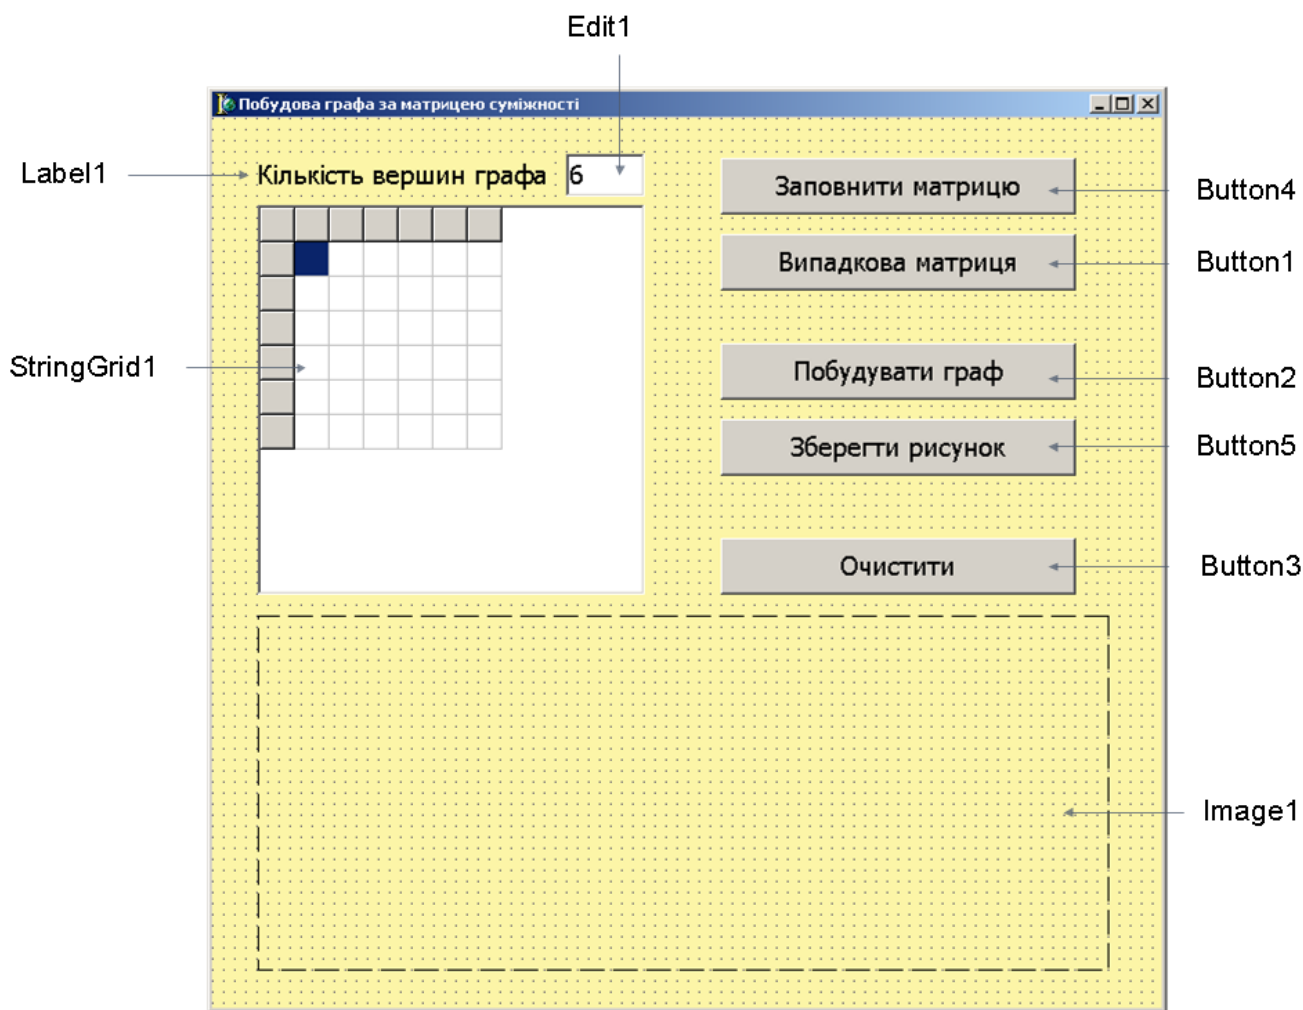 Edit1
Побудова графа за матрицею суміжності
Label1
Кількість вершин графа
6
Заповнити матрицю
Button4
Випадкова матриця
Button1
StringGrid1
Побудувати граф
Button2
Зберегти рисунок
Button5
Очистити
Button3
Image1